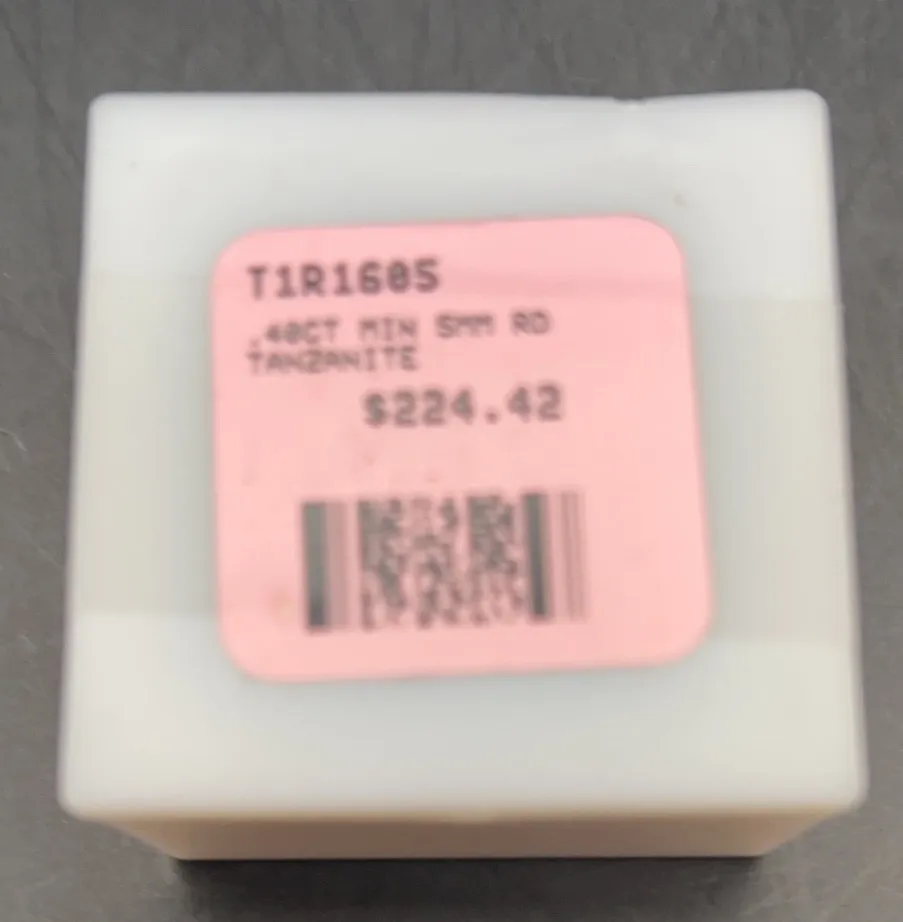 T1R1605
.40CT MIN 5MM RD
TANZANITE
$224.42